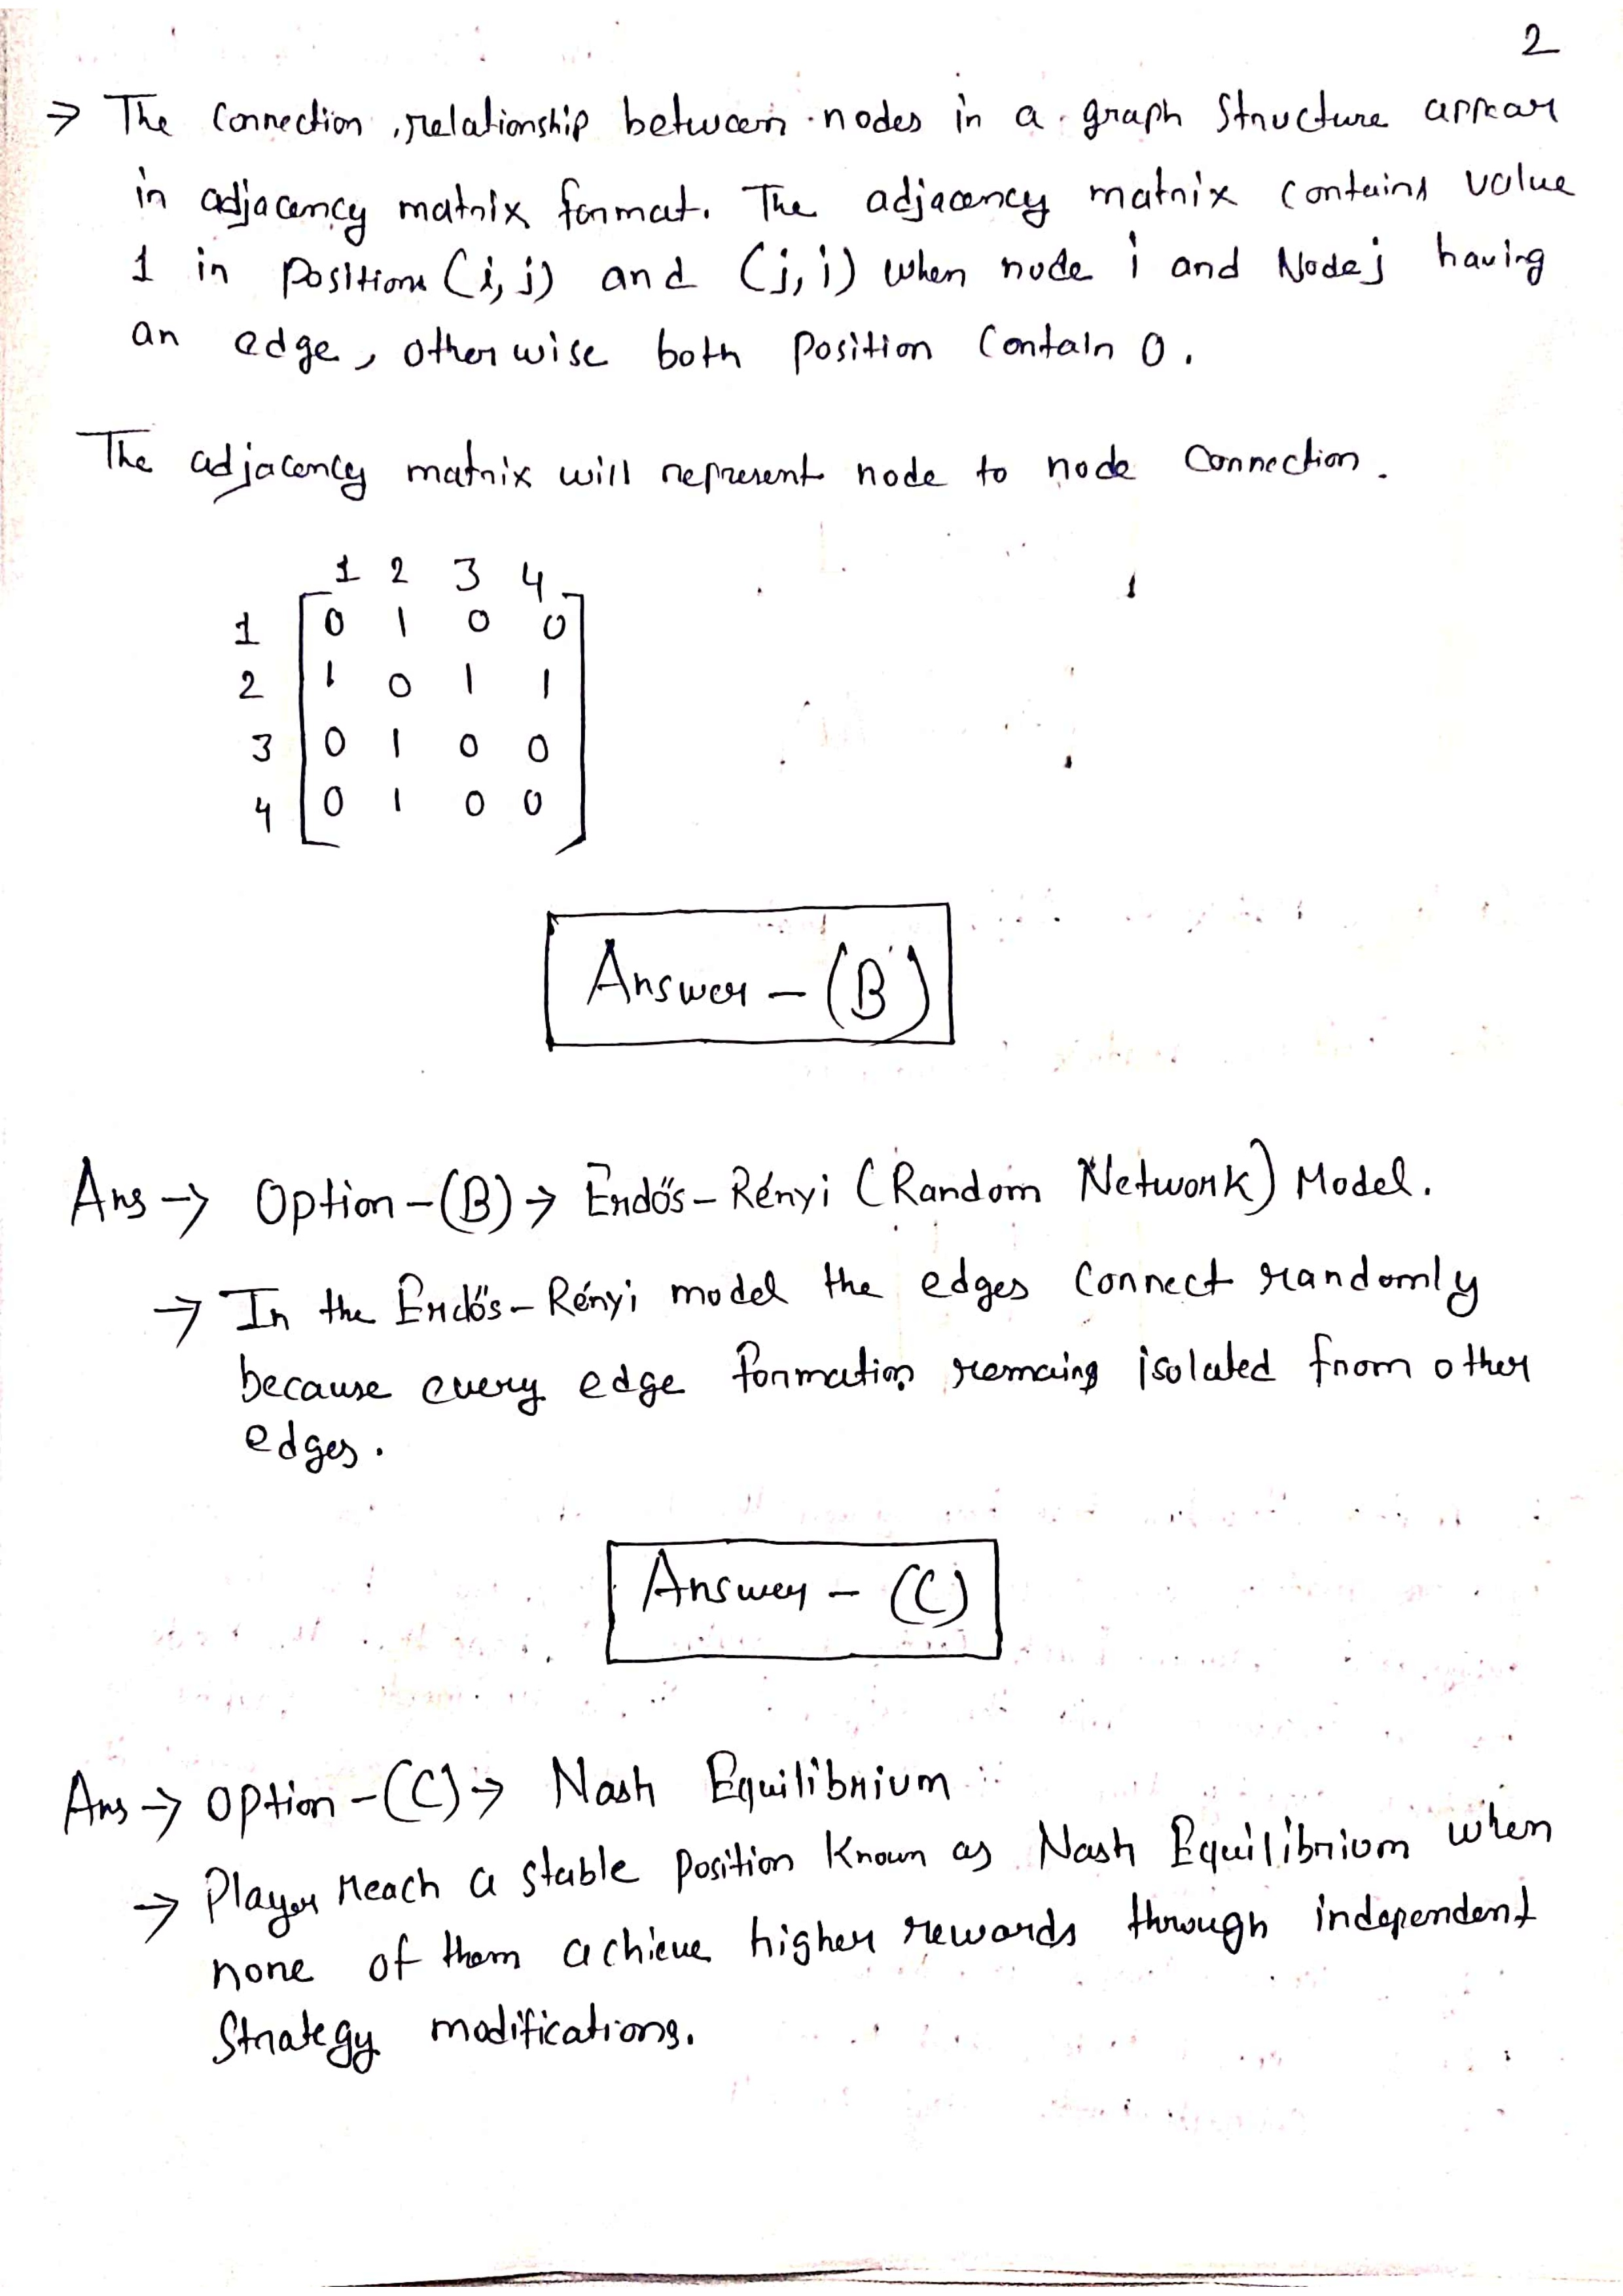 2
→ The connection, relationship between nodes in a graph structure appear
in adjacency matrix format. The adjacency matrix contains value
1 in positions (i, j) and (j, i) when node i and Node j having
an edge, otherwise both position contain 0.
The adjacency matrix will represent node to node connection.
1 2 3 4
1 0 1 0 0
2 1 0 1 1
3 0 1 0 0
4 0 1 0 0
Answer - (B)
Ans → Option - (B) → Erdős - Rényi (Random Network) Model.
→ In the Erdős - Rényi model the edges connect randomly
because every edge formation remains isolated from other
edges.
Answer - (C)
Ans → Option - (C) → Nash Equilibrium :
→ Player reach a stable position known as Nash Equilibrium when
none of them achieve higher rewards through independent
Strategy modifications.